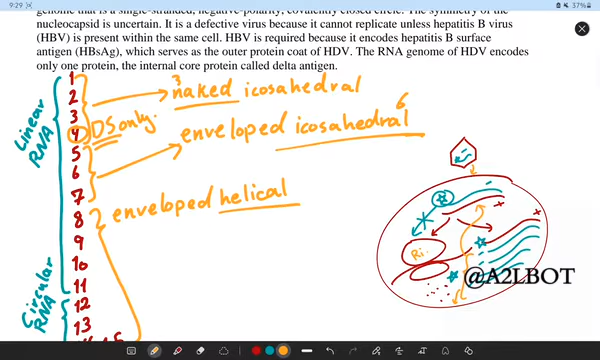 9:29
37%
genome that is a single-stranded, negative-polarity, covalently closed circle. The symmetry of
nucleocapsid is uncertain. It is a defective virus because it cannot replicate unless hepatitis B virus
(HBV) is present within the same cell. HBV is required because it encodes hepatitis B surface
antigen (HBsAg), which serves as the outer protein coat of HDV. The RNA genome of HDV encodes
only one protein, the internal core protein called delta antigen.
Linear RNA
1
2
3
4 DS only.
5
6
7
8
9
10
11
Circular RNA
12
13
3
naked icosahedral
6
enveloped icosahedral
enveloped helical
Ri.
@A2LBOT